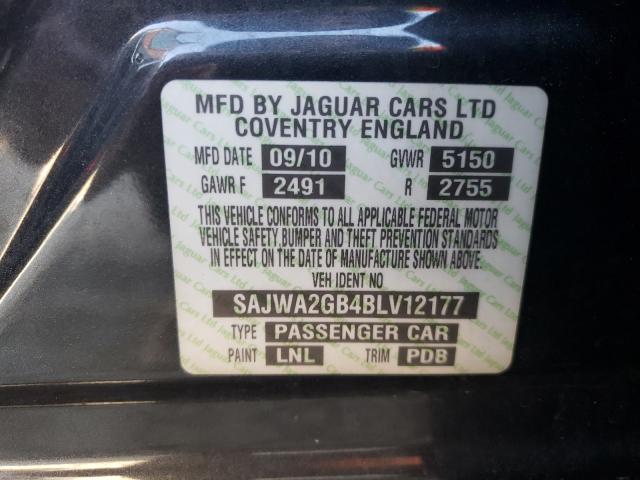 MFD BY JAGUAR CARS LTD
COVENTRY ENGLAND
MFD DATE 09/10 GVWR 5150
GAWR F 2491 R 2755
THIS VEHICLE CONFORMS TO ALL APPLICABLE FEDERAL MOTOR
VEHICLE SAFETY,BUMPER AND THEFT PREVENTION STANDARDS
IN EFFECT ON THE DATE OF MANUFACTURE SHOWN ABOVE.
VEH IDENT NO
SAJWA2GB4BLV12177
TYPE PASSENGER CAR
PAINT LNL TRIM PDB